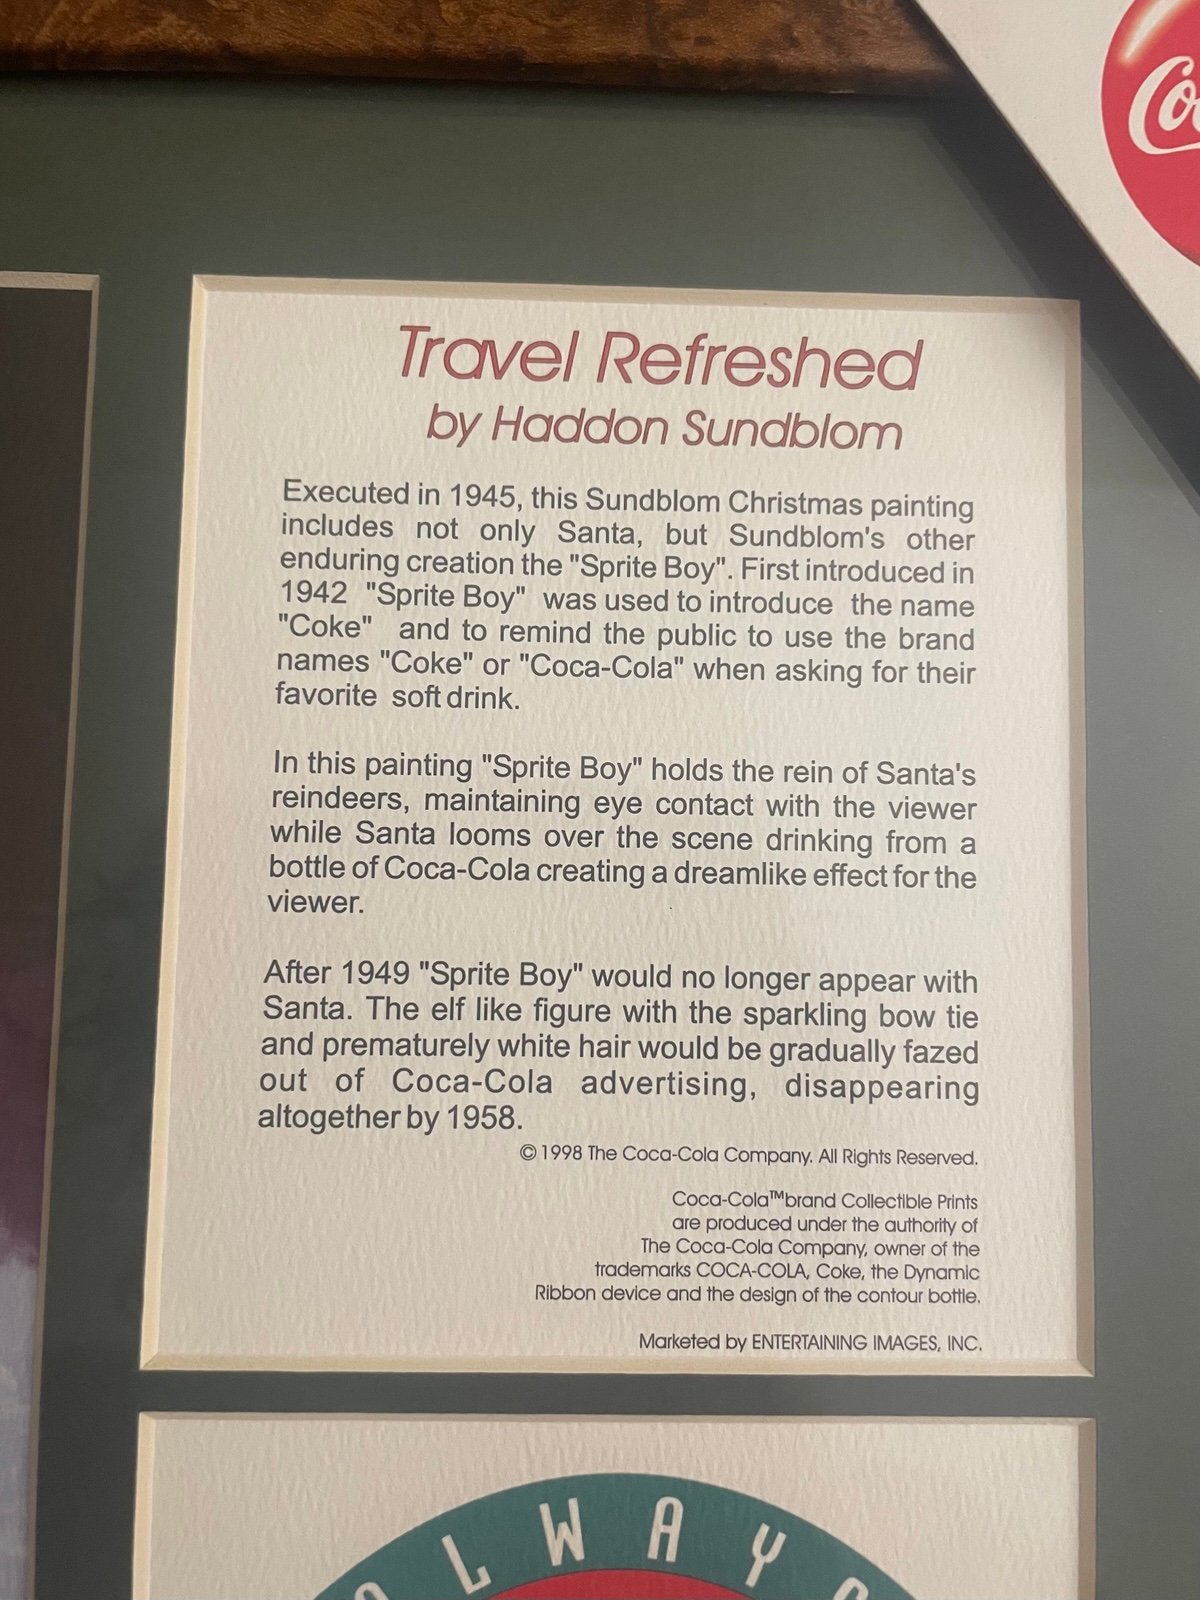 Travel Refreshed
by Haddon Sundblom
Executed in 1945, this Sundblom Christmas painting
includes not only Santa, but Sundblom's other
enduring creation the "Sprite Boy". First introduced in
1942 "Sprite Boy" was used to introduce the name
"Coke" and to remind the public to use the brand
names "Coke" or "Coca-Cola" when asking for their
favorite soft drink.
In this painting "Sprite Boy" holds the rein of Santa's
reindeers, maintaining eye contact with the viewer
while Santa looms over the scene drinking from a
bottle of Coca-Cola creating a dreamlike effect for the
viewer.
After 1949 "Sprite Boy" would no longer appear with
Santa. The elf like figure with the sparkling bow tie
and prematurely white hair would be gradually fazed
out of Coca-Cola advertising, disappearing
altogether by 1958.
© 1998 The Coca-Cola Company. All Rights Reserved.
Coca-Cola™ brand Collectible Prints
are produced under the authority of
The Coca-Cola Company, owner of the
trademarks COCA-COLA, Coke, the Dynamic
Ribbon device and the design of the contour bottle.
Marketed by ENTERTAINING IMAGES, INC.
ALWAYS